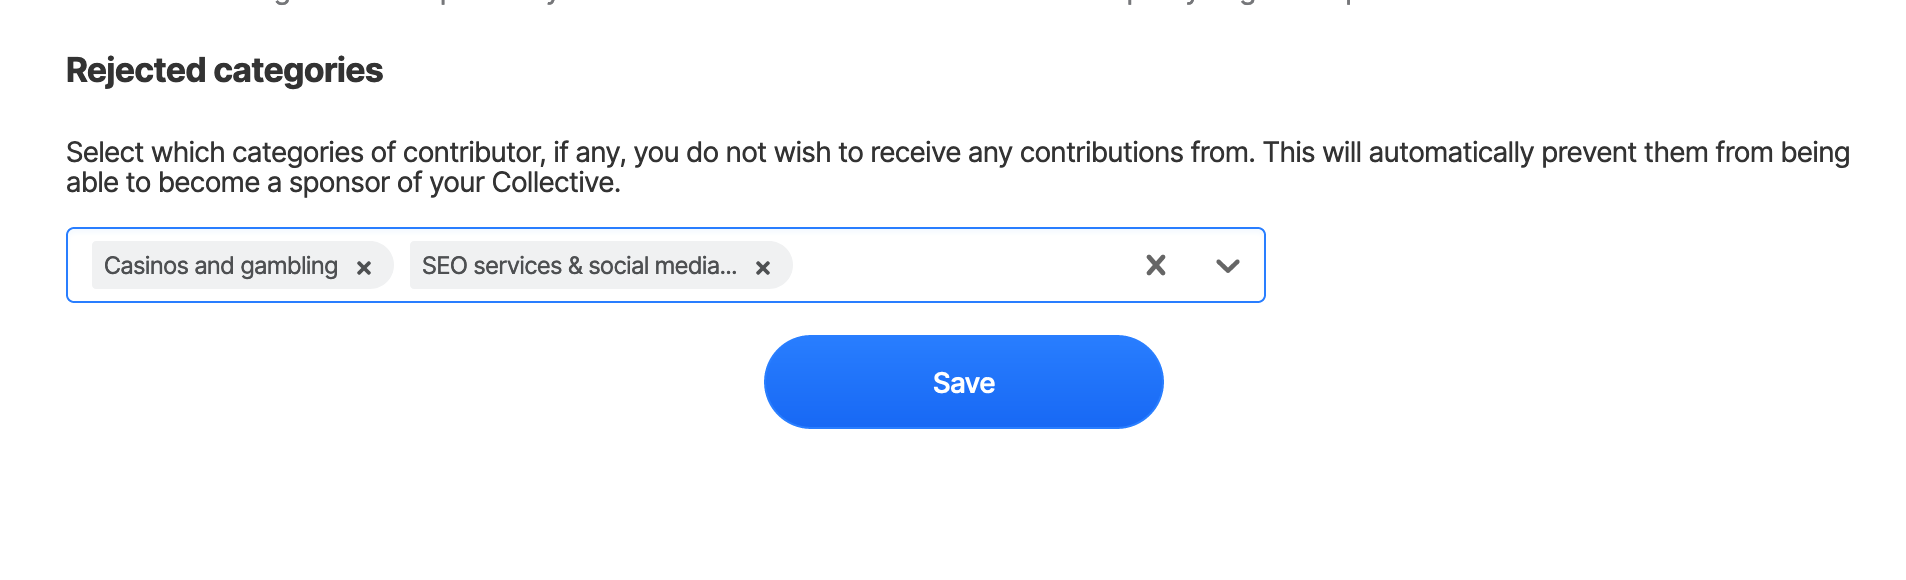 Rejected categories
Select which categories of contributor, if any, you do not wish to receive any contributions from. This will automatically prevent them from being
able to become a sponsor of your Collective.
Casinos and gambling
SEO services & social media...
Save